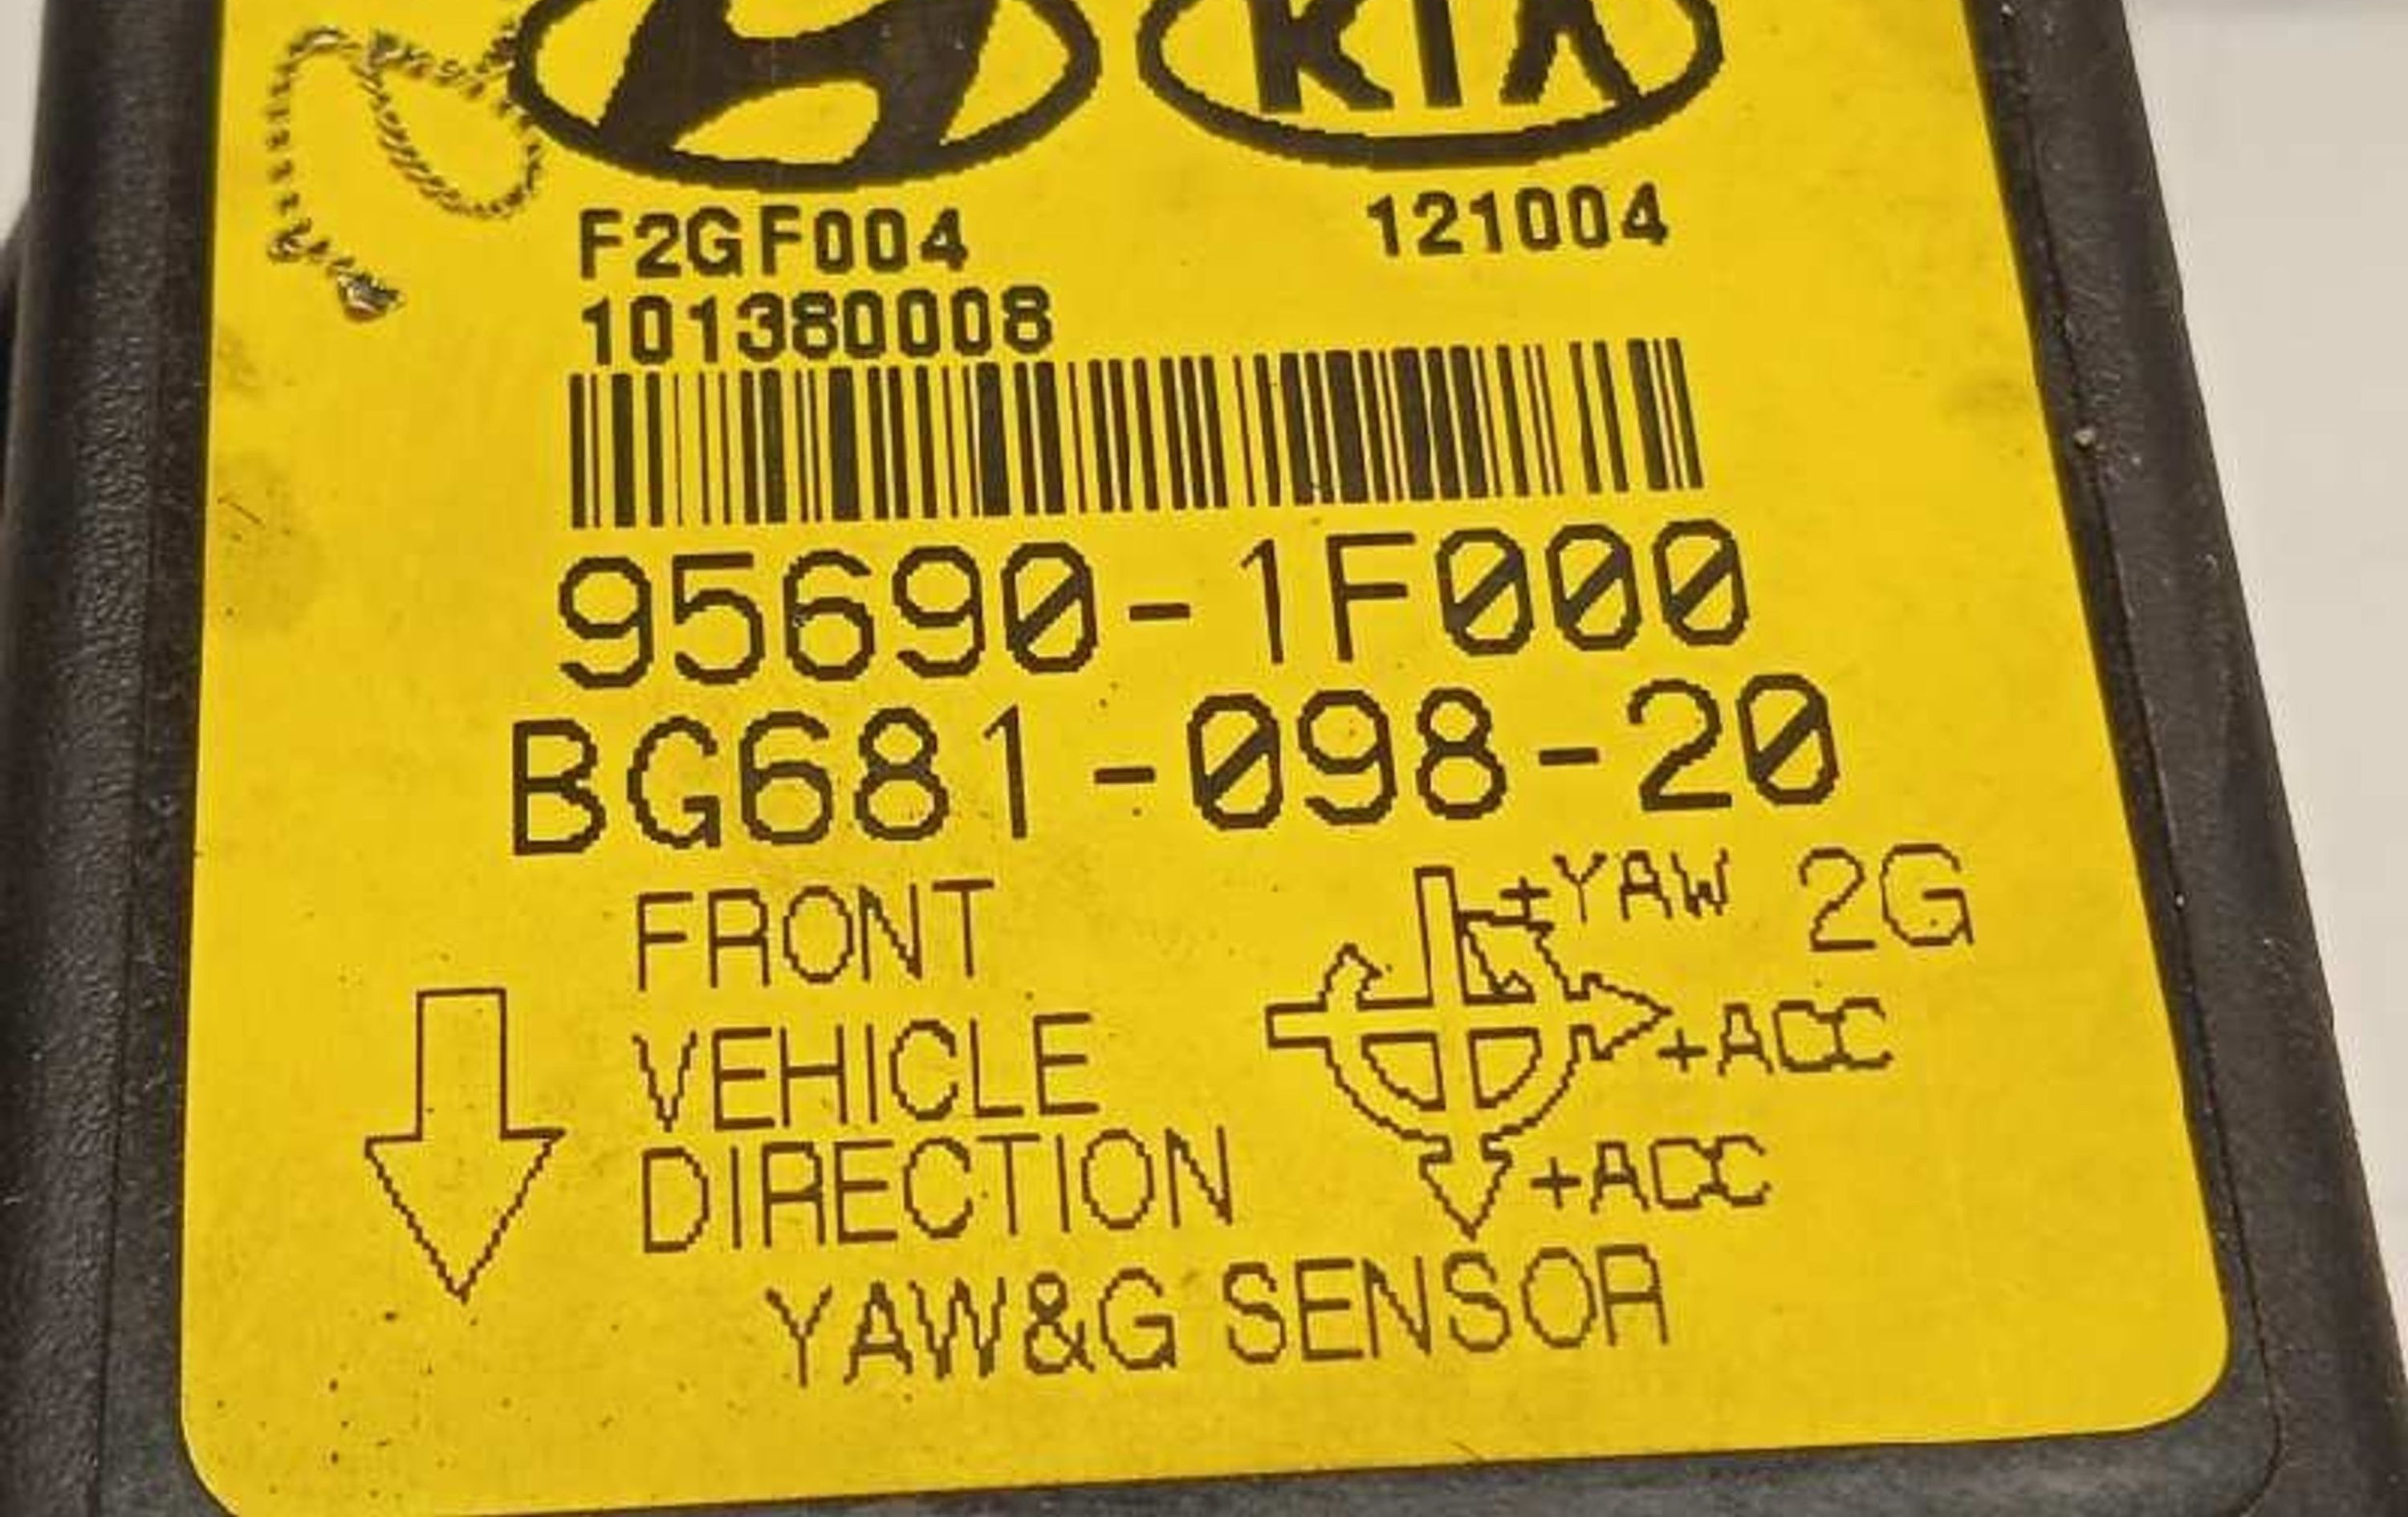 KIA
F2GF004 121004
101380008
95690-1F000
BG681-098-20
FRONT
VEHICLE
DIRECTION
+YAW 2G
+ACC
+ACC
YAW&G SENSOR